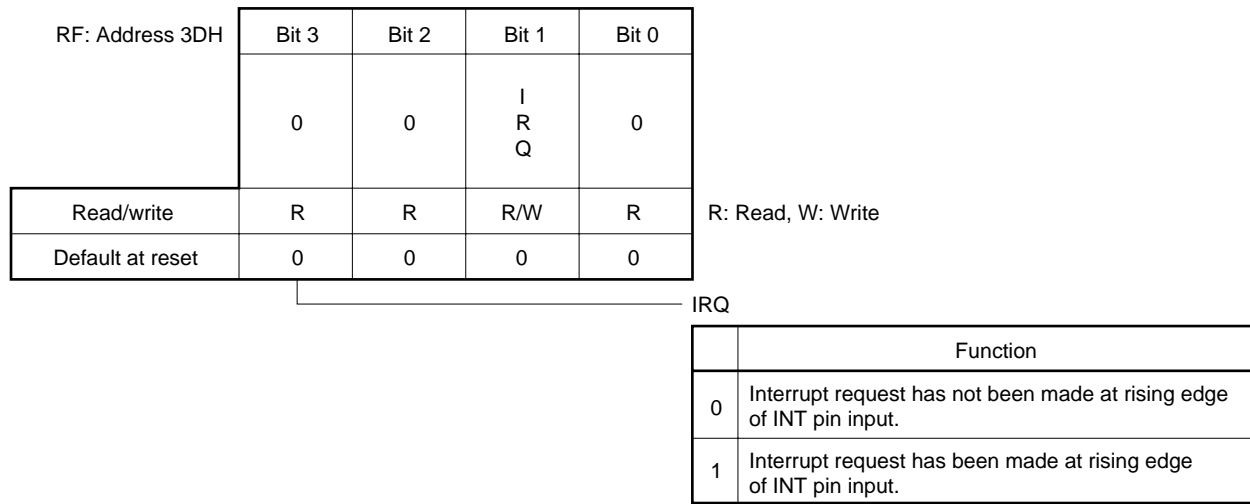 RF: Address 3DH Bit 3 Bit 2 Bit 1 Bit 0
0 0 I R Q 0
Read/write R R R/W R R: Read, W: Write
Default at reset 0 0 0 0
IRQ
Function
0 Interrupt request has not been made at rising edge
of INT pin input.
1 Interrupt request has been made at rising edge
of INT pin input.